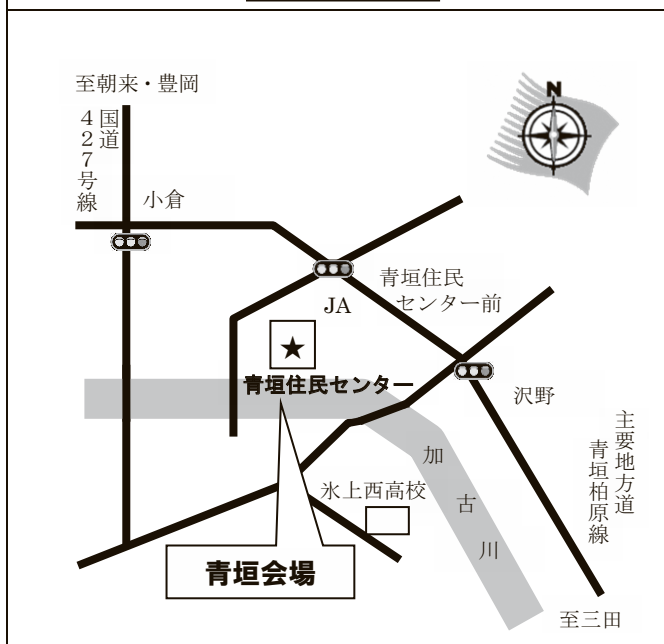 至朝来・豊岡
国道
427号線
N
小倉
青垣住民
センター前
JA
★
青垣住民センター
沢野
主要地方道
青垣柏原線
加古川
氷上西高校
青垣会場
至三田